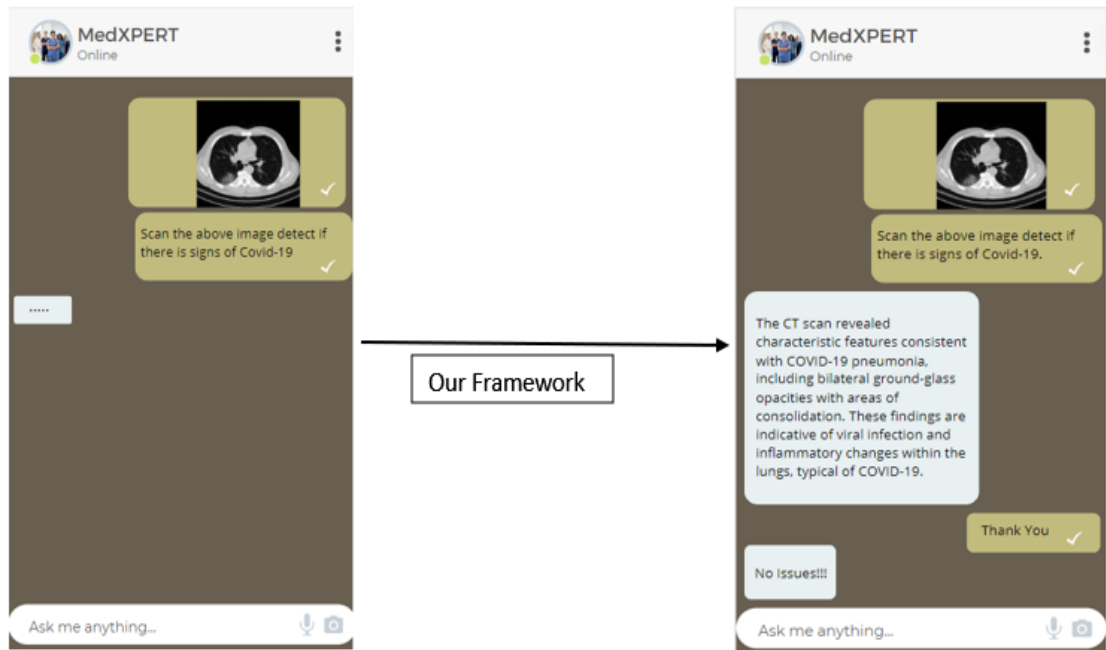 MedXPERT
Online
Scan the above image detect if
there is signs of Covid-19
.....
Ask me anything...
Our Framework
MedXPERT
Online
Scan the above image detect if
there is signs of Covid-19.
The CT scan revealed
characteristic features consistent
with COVID-19 pneumonia,
including bilateral ground-glass
opacities with areas of
consolidation. These findings are
indicative of viral infection and
inflammatory changes within the
lungs, typical of COVID-19.
Thank You
No Issues!!!
Ask me anything...